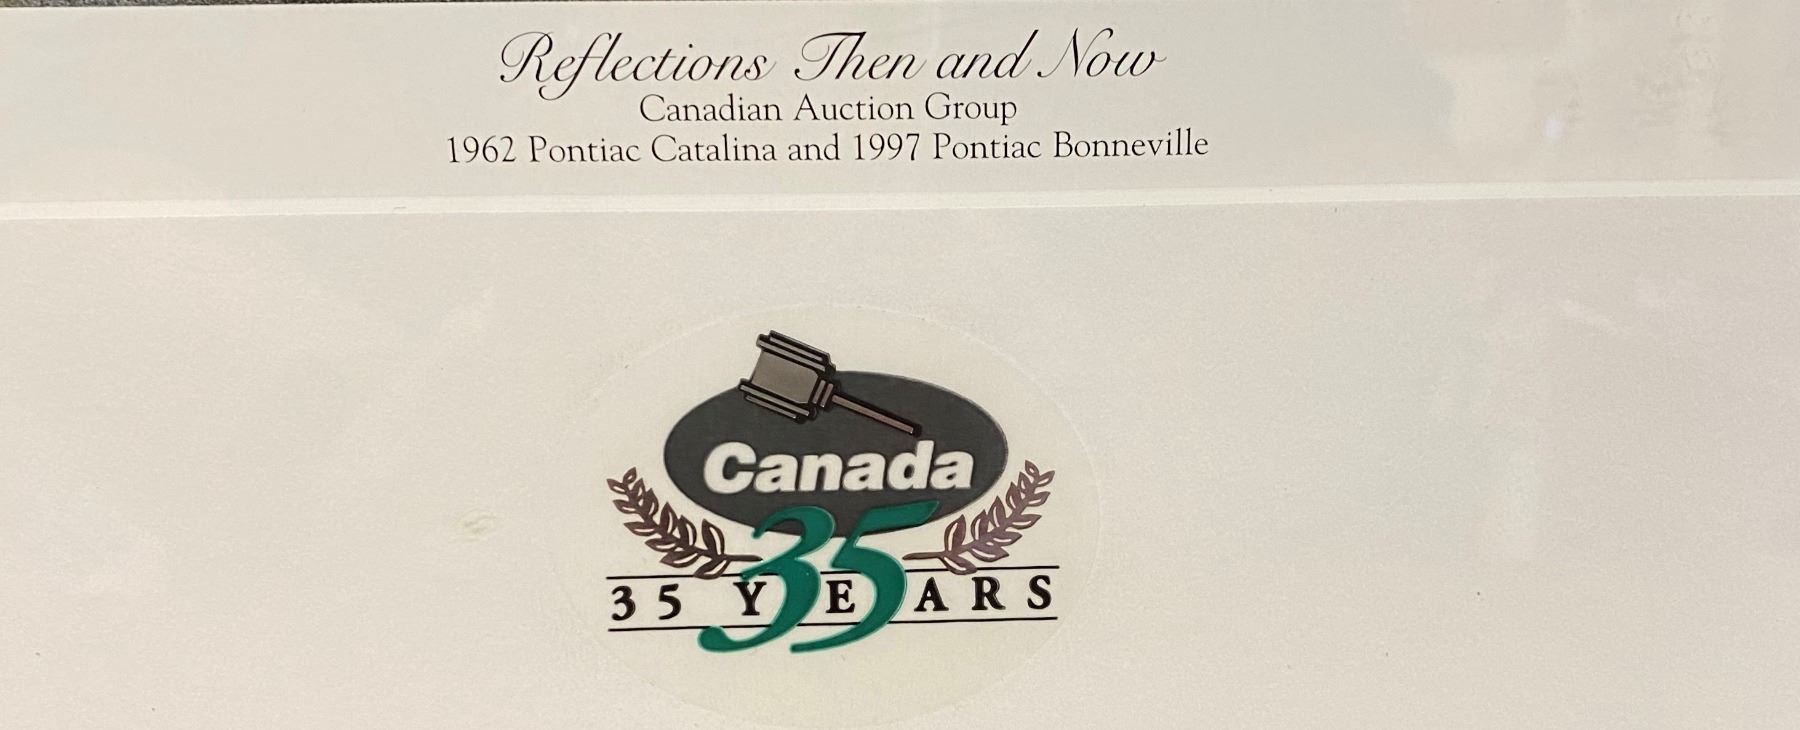 Reflections Then and Now
Canadian Auction Group
1962 Pontiac Catalina and 1997 Pontiac Bonneville
Canada
35
35 YEARS